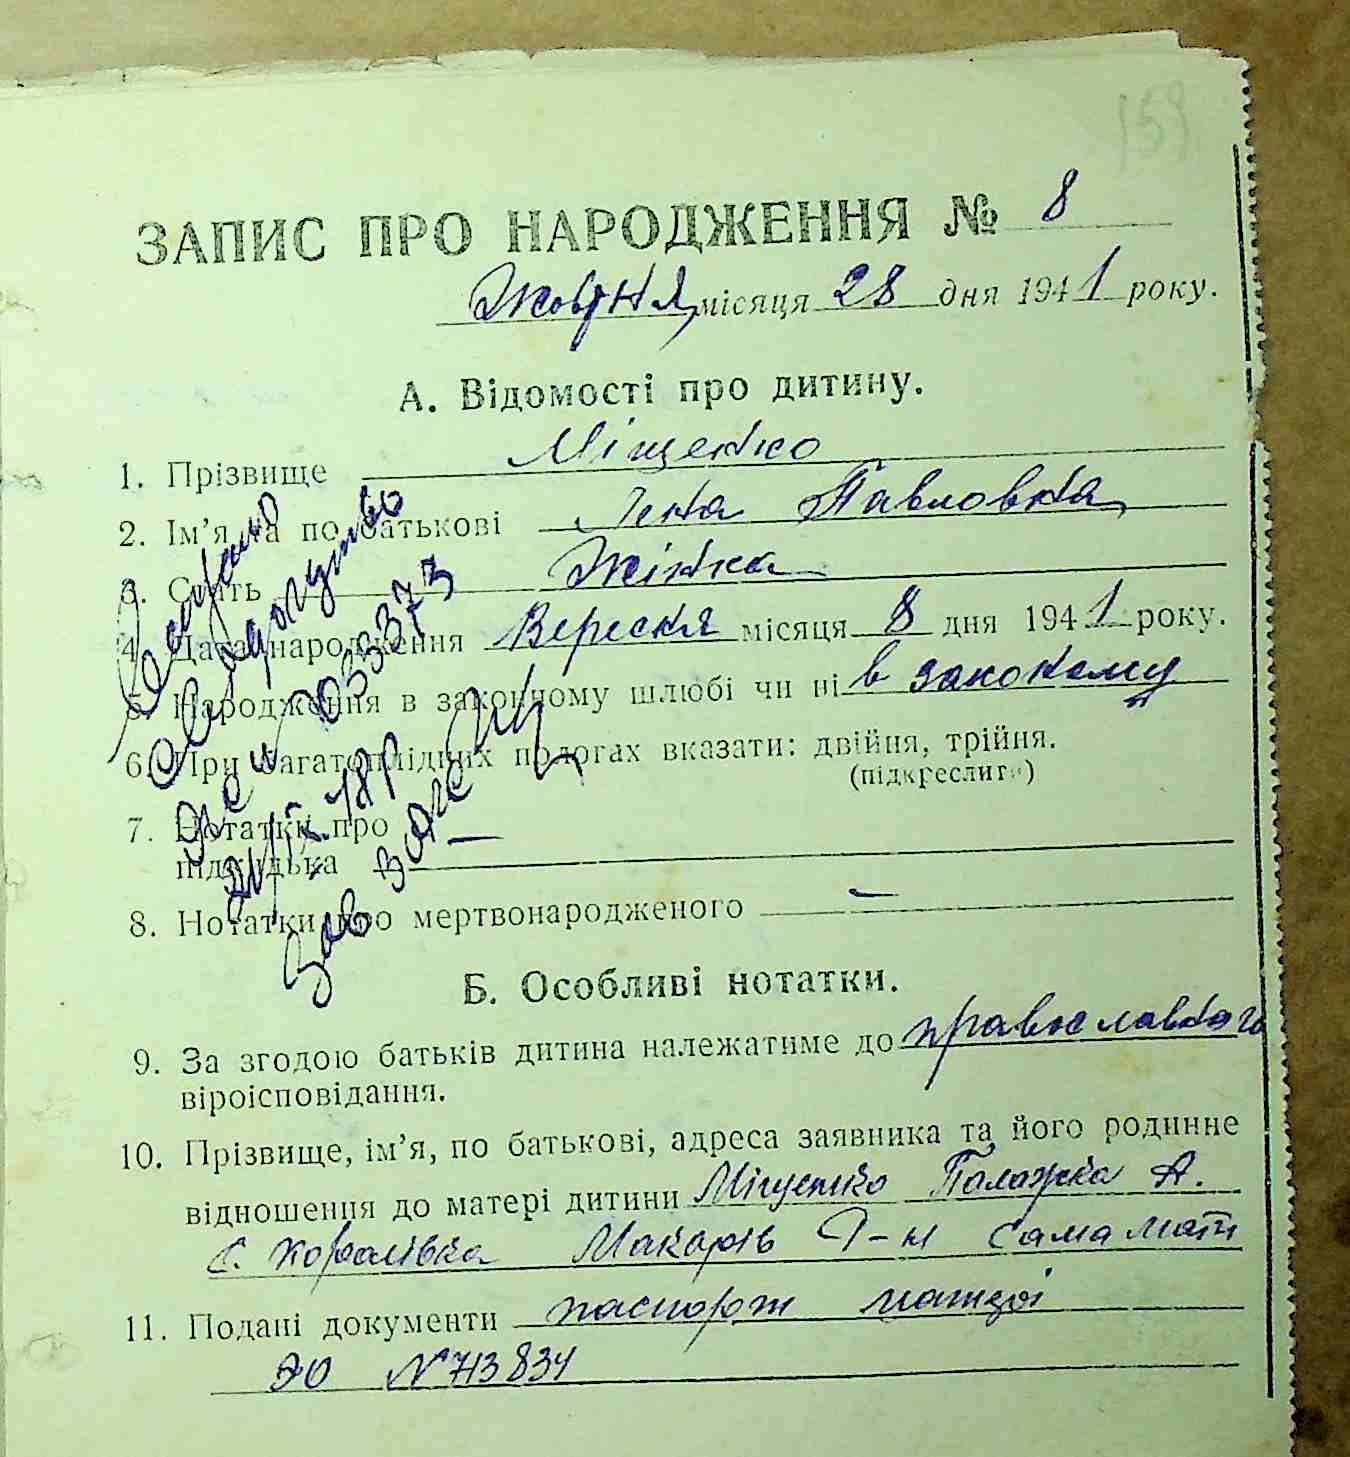 159
ЗАПИС ПРО НАРОДЖЕННЯ № 8
Жовтня місяця 28 дня 1941 року.
А. Відомості про дитину.
1. Прізвище Міщенко
2. Ім'я та по батькові Лена Павловна
3. Стать Жінка
4. Дата народження Вересня місяця 8 дня 1941 року.
5. Народження в законному шлюбі чи ні в законому
6. При багатоплідних пологах вказати: двійня, трійня.
(підкреслити)
7. Нотатки про
підкидька —
8. Нотатки про мертвонародженого —
Б. Особливі нотатки.
9. За згодою батьків дитина належатиме до православного
віроісповідання.
10. Прізвище, ім'я, по батькові, адреса заявника та його родинне
відношення до матері дитини Міщенко Палажка А.
с. Королівка Макарів Р-н сама мати
11. Подані документи паспорт матері
ЭО №713834